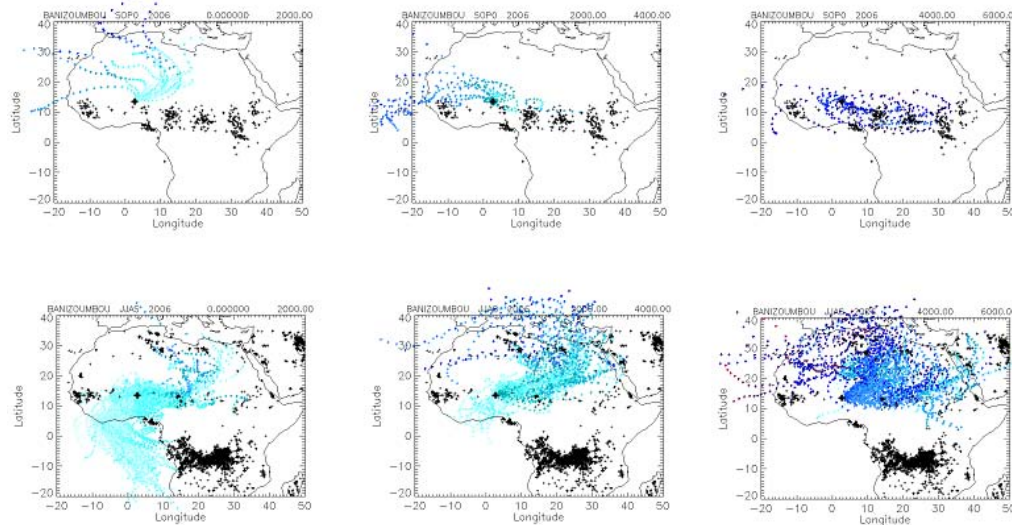 BANIZOUMBOU SOP0 2006 0.000000 2000.00
BANIZOUMBOU SOP0 2006 2000.00 4000.00
BANIZOUMBOU SOP0 2006 4000.00 6000.0
40 30 20 10 0 −10 −20
Latitude
−20 −10 0 10 20 30 40 50
Longitude
40 30 20 10 0 −10 −20
Latitude
−20 −10 0 10 20 30 40 50
Longitude
40 30 20 10 0 −10 −20
Latitude
−20 −10 0 10 20 30 40 50
Longitude
BANIZOUMBOU JJAS 2006 0.000000 2000.00
BANIZOUMBOU JJAS 4000.00
BANIZOUMBOU 4000.00 6000.0
40 30 20 10 0 −10 −20
Latitude
−20 −10 0 10 20 30 40 50
Longitude
40 30 20 10 0 −10 −20
Latitude
−20 −10 0 10 20 30 40 50
Longitude
40 30 20 10 0 −10 −20
Latitude
−20 −10 0 10 20 30 40 50
Longitude